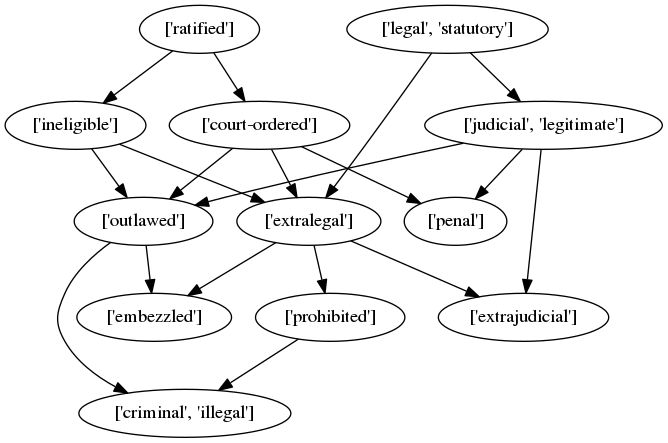 ['ratified']
['legal', 'statutory']
['ineligible']
['court-ordered']
['judicial', 'legitimate']
['outlawed']
['extralegal']
['penal']
['embezzled']
['prohibited']
['extrajudicial']
['criminal', 'illegal']